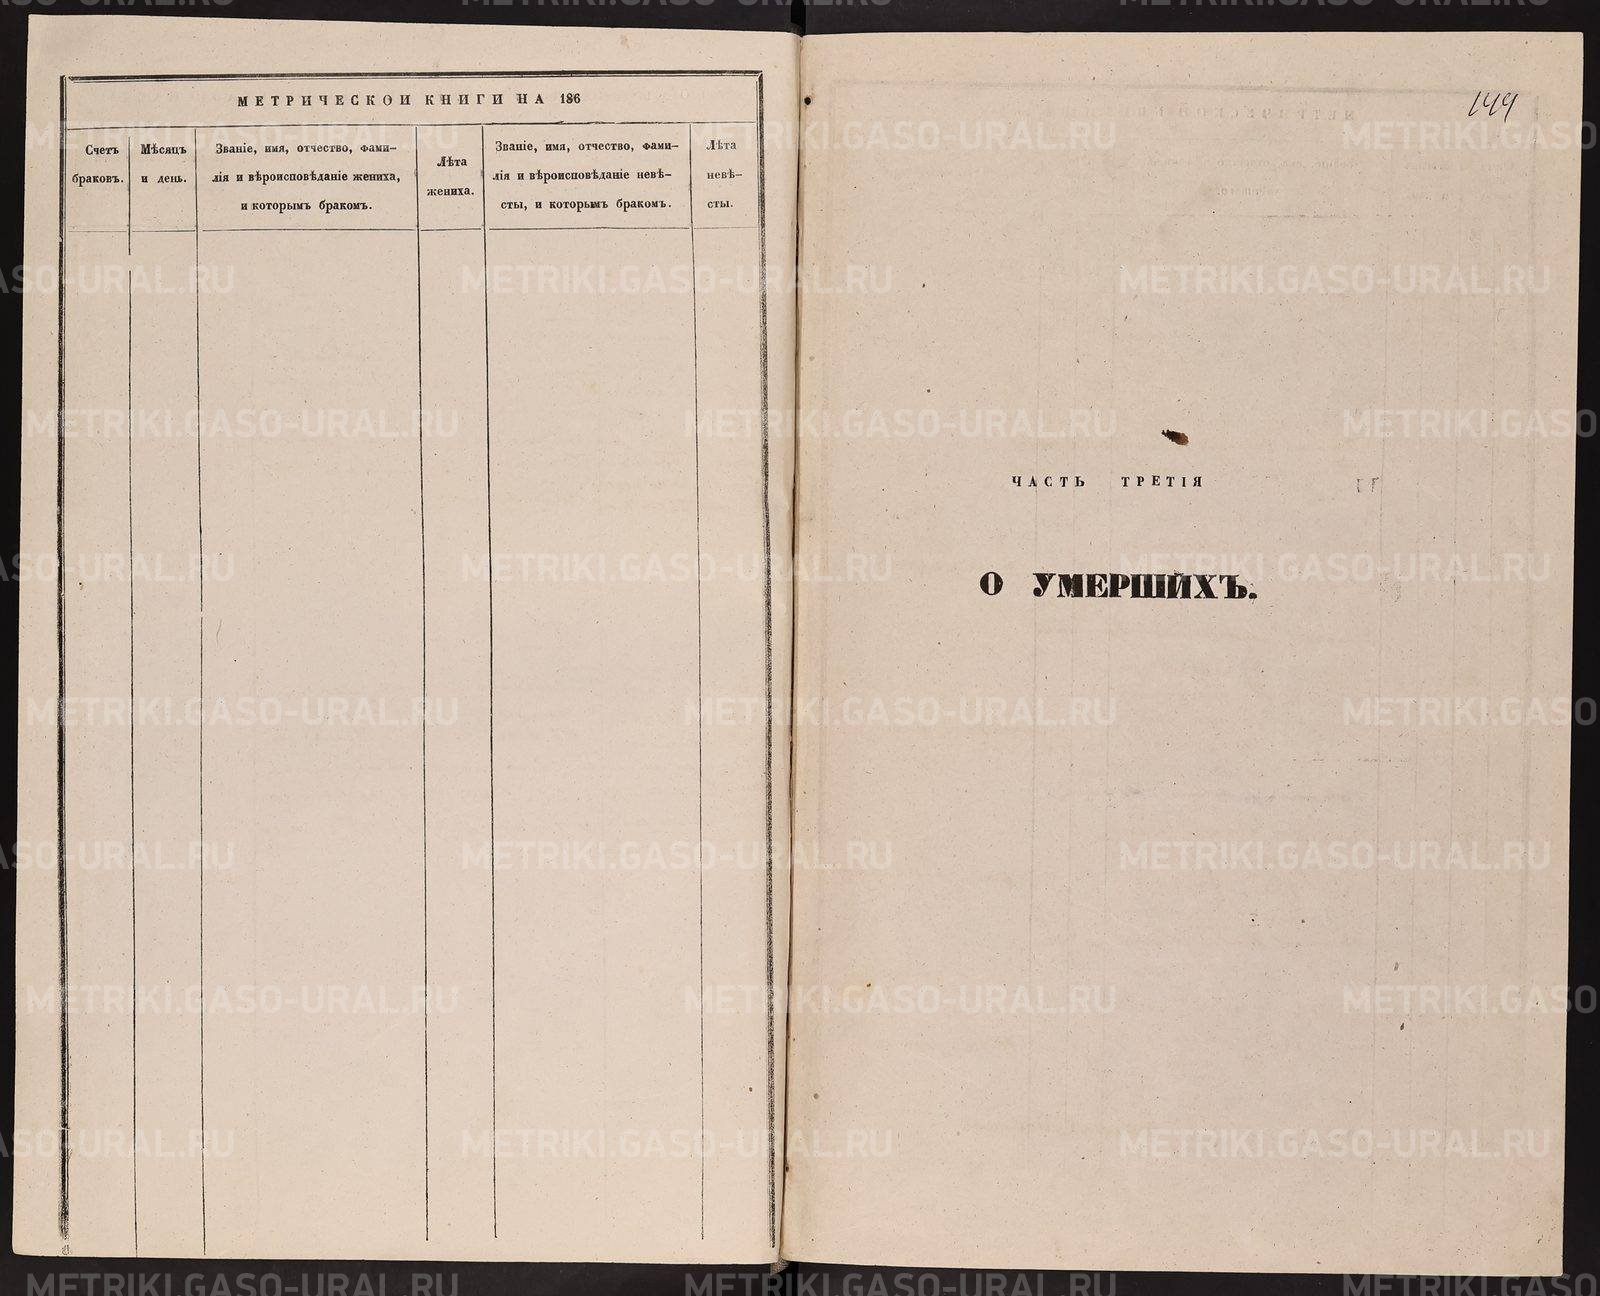 МЕТРИЧЕСКОИ КНИГИ НА 186
Счетъ
браковъ.
Мѣсяцъ
и день.
Званіе, имя, отчество, фами-
лія и вѣроисповѣданіе жениха,
и которымъ бракомъ.
Лѣта
жениха.
Званіе, имя, отчество, фами-
лія и вѣроисповѣданіе невѣ-
сты, и которымъ бракомъ.
Лѣта
невѣ-
сты.
144
ЧАСТЬ ТРЕТІЯ
О УМЕРШИХЪ.
METRIKI.GASO-URAL.RU